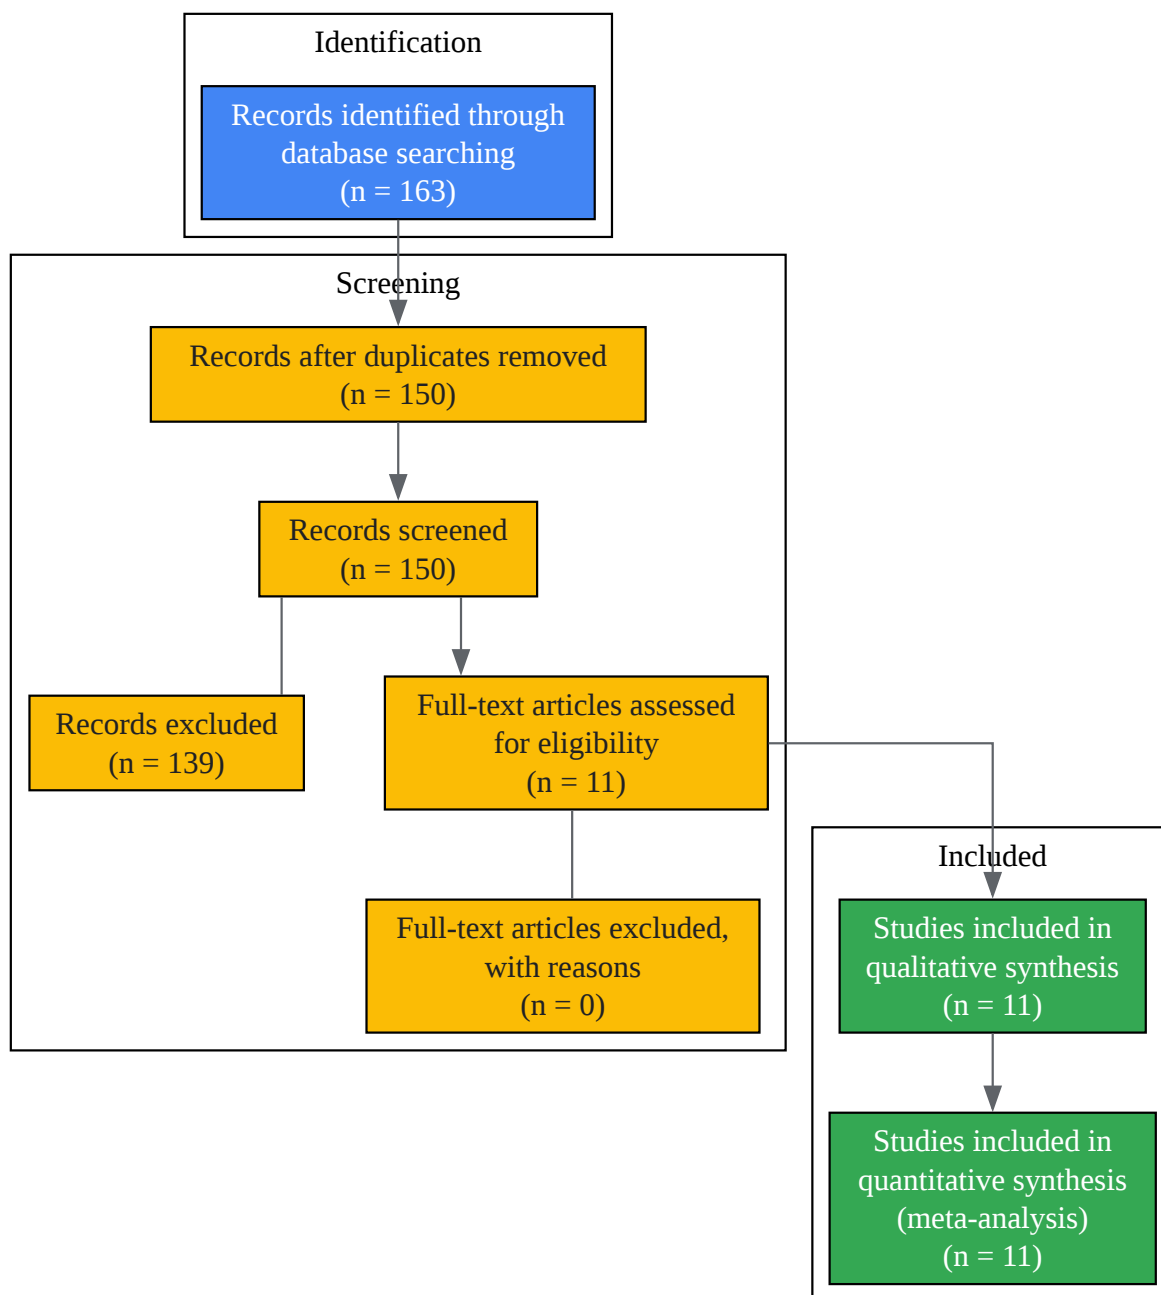 Identification
Records identified through
database searching
(n = 163)
Screening
Records after duplicates removed
(n = 150)
Records screened
(n = 150)
Records excluded
(n = 139)
Full-text articles assessed
for eligibility
(n = 11)
Full-text articles excluded,
with reasons
(n = 0)
Included
Studies included in
qualitative synthesis
(n = 11)
Studies included in
quantitative synthesis
(meta-analysis)
(n = 11)